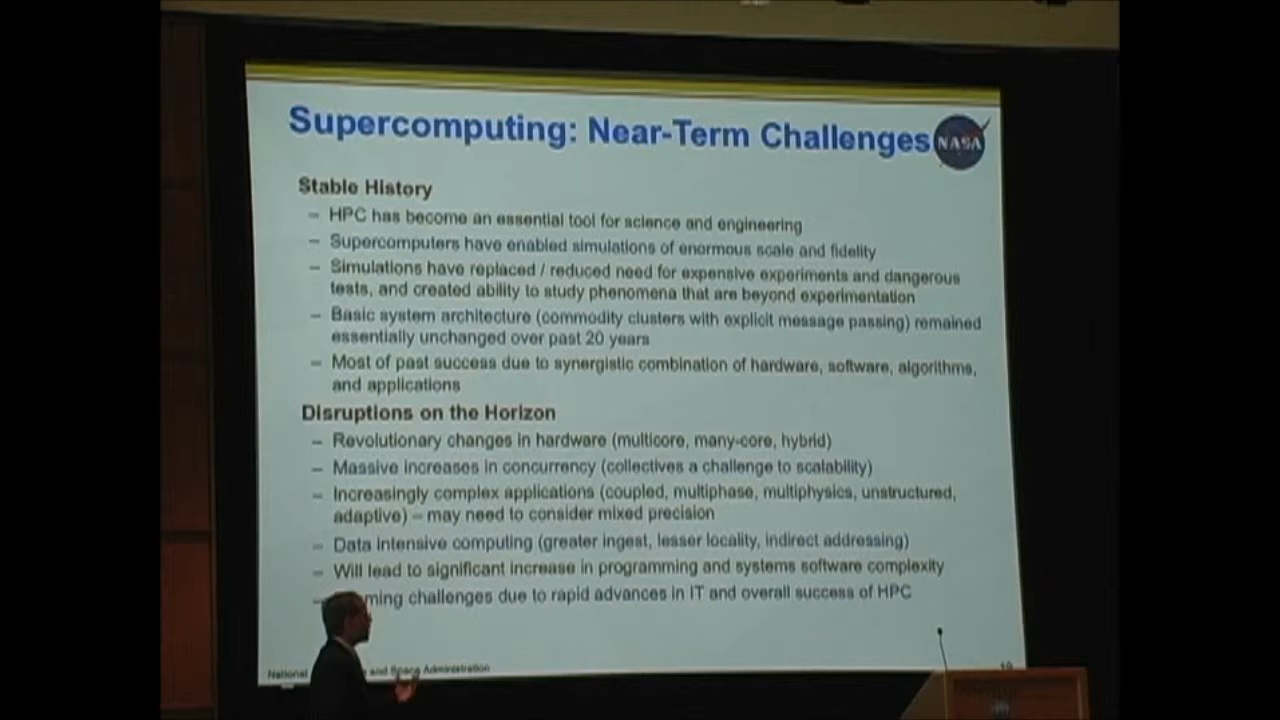 Supercomputing: Near-Term Challenges
NASA
Stable History
– HPC has become an essential tool for science and engineering
– Supercomputers have enabled simulations of enormous scale and fidelity
– Simulations have replaced / reduced need for expensive experiments and dangerous
tests, and created ability to study phenomena that are beyond experimentation
– Basic system architecture (commodity clusters with explicit message passing) remained
essentially unchanged over past 20 years
– Most of past success due to synergistic combination of hardware, software, algorithms,
and applications
Disruptions on the Horizon
– Revolutionary changes in hardware (multicore, many-core, hybrid)
– Massive increases in concurrency (collectives a challenge to scalability)
– Increasingly complex applications (coupled, multiphase, multiphysics, unstructured,
adaptive) – may need to consider mixed precision
– Data intensive computing (greater ingest, lesser locality, indirect addressing)
– Will lead to significant increase in programming and systems software complexity
– ming challenges due to rapid advances in IT and overall success of HPC
National and Space Administration